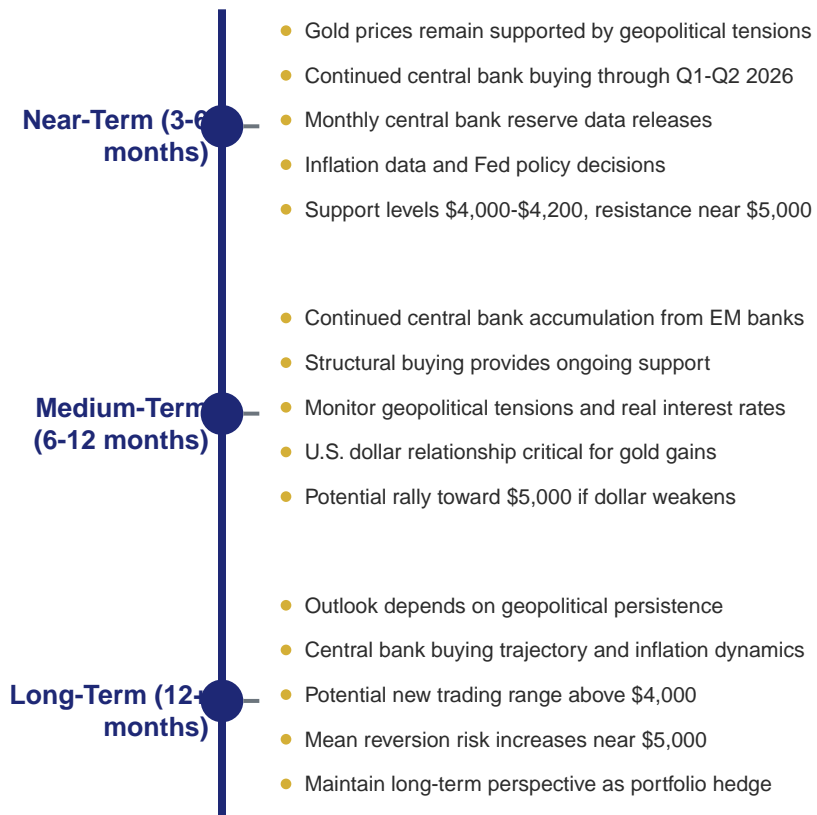 Near-Term (3-6
months)
Gold prices remain supported by geopolitical tensions
Continued central bank buying through Q1-Q2 2026
Monthly central bank reserve data releases
Inflation data and Fed policy decisions
Support levels $4,000-$4,200, resistance near $5,000
Medium-Term
(6-12 months)
Continued central bank accumulation from EM banks
Structural buying provides ongoing support
Monitor geopolitical tensions and real interest rates
U.S. dollar relationship critical for gold gains
Potential rally toward $5,000 if dollar weakens
Long-Term (12+
months)
Outlook depends on geopolitical persistence
Central bank buying trajectory and inflation dynamics
Potential new trading range above $4,000
Mean reversion risk increases near $5,000
Maintain long-term perspective as portfolio hedge